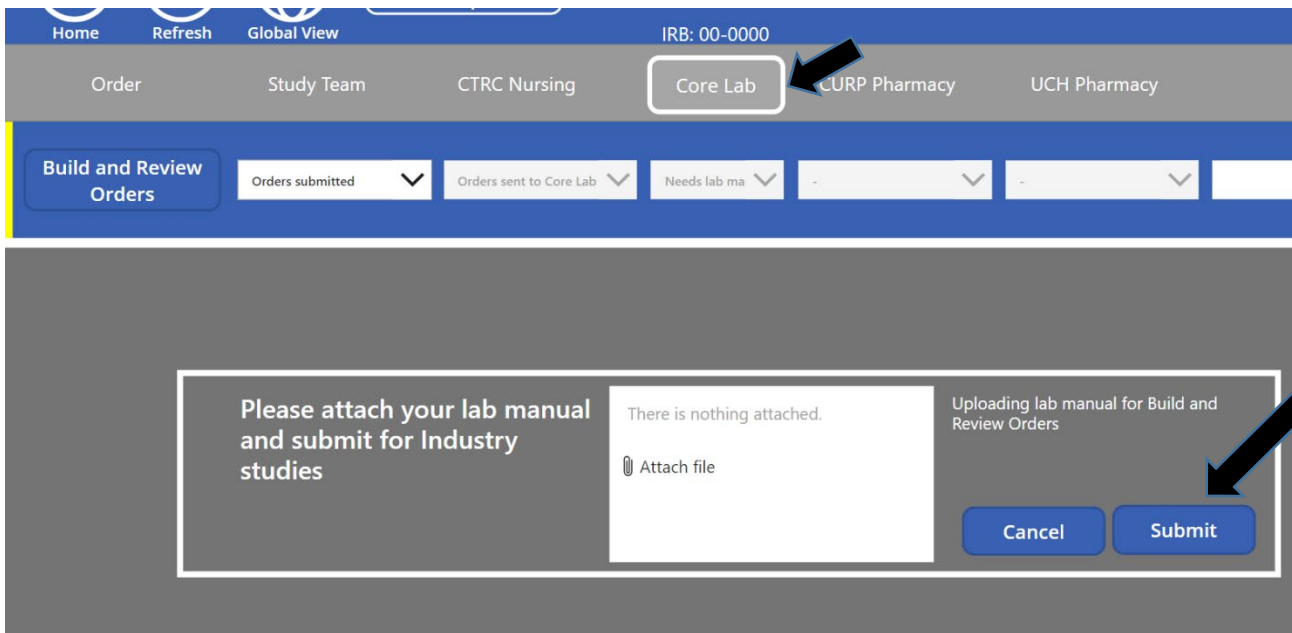 Home Refresh Global View IRB: 00-0000
Order Study Team CTRC Nursing Core Lab CURP Pharmacy UCH Pharmacy
Build and Review
Orders
Orders submitted Orders sent to Core Lab Needs lab ma - -
Please attach your lab manual
and submit for Industry
studies
There is nothing attached.
Attach file
Uploading lab manual for Build and
Review Orders
Cancel Submit